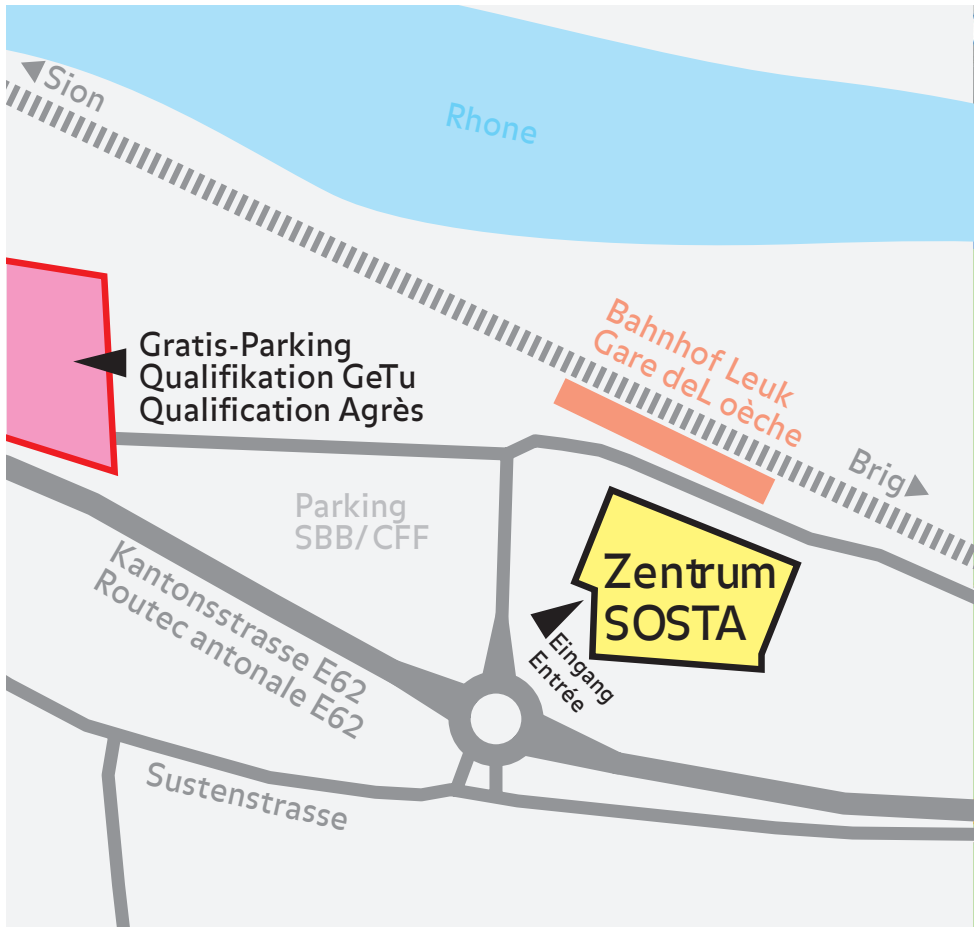 Sion
Rhone
Bahnhof Leuk
Gare deL oèche
Gratis-Parking
Qualifikation GeTu
Qualification Agrès
Brig
Parking
SBB/CFF
Zentrum
SOSTA
Kantonsstrasse E62
Routec antonale E62
Eingang
Entrée
Sustenstrasse